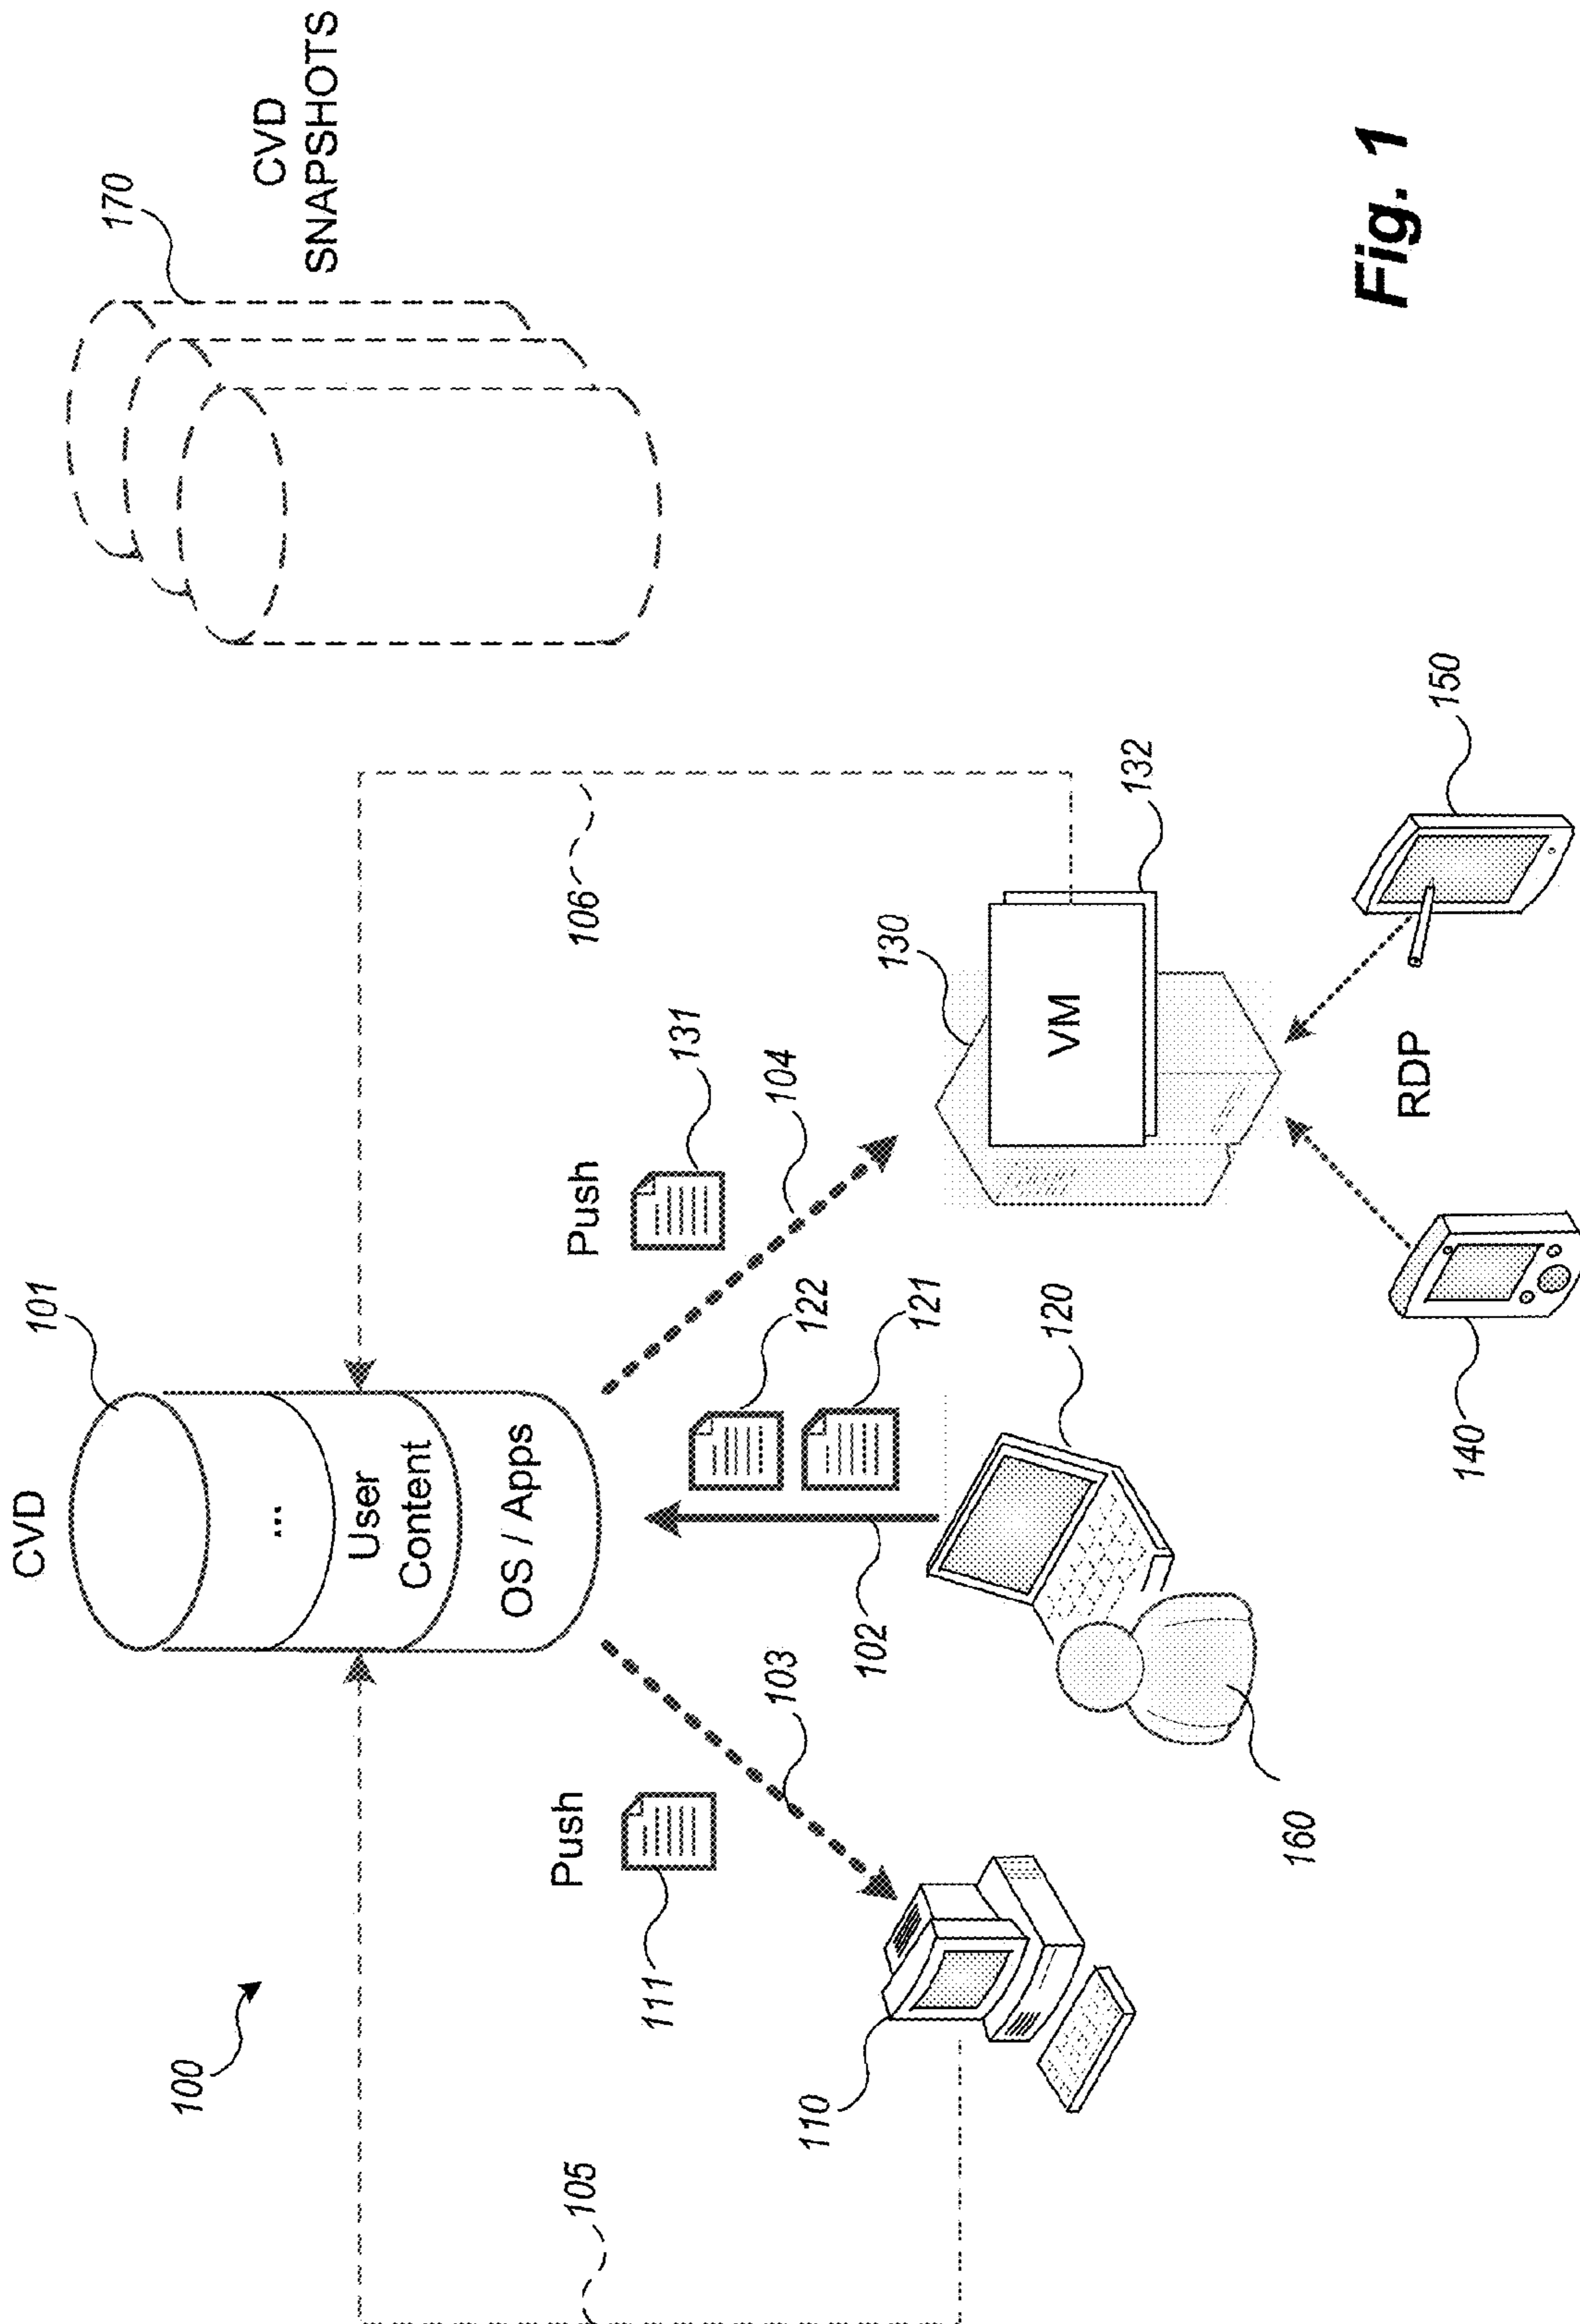 100
CVD
101
...
User
Content
OS / Apps
170
CVD
SNAPSHOTS
105
Push
111
103
102
122
121
Push
131
104
106
110
160
120
130
VM
132
140
RDP
150
Fig. 1